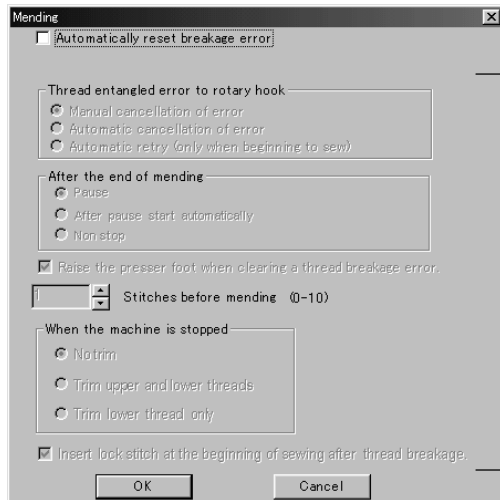 Mending
Automatically reset breakage error
Thread entangled error to rotary hook
Manual cancellation of error
Automatic cancellation of error
Automatic retry (only when beginning to sew)
After the end of mending
Pause
After pause start automatically
Non stop
Raise the presser foot when clearing a thread breakage error.
1 Stitches before mending (0-10)
When the machine is stopped
No trim
Trim upper and lower threads
Trim lower thread only
Insert lock stitch at the beginning of sewing after thread breakage.
OK Cancel